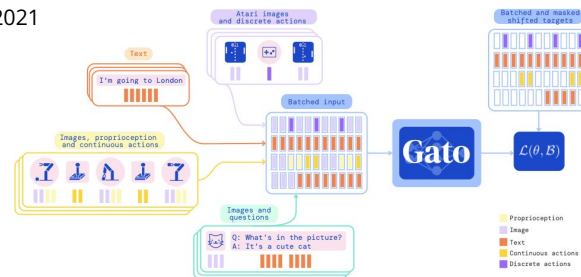 2021
Atari images
and discrete actions
Batched and masked
shifted targets
Text
I'm going to London
Batched input
Images, proprioception
and continuous actions
Gato
L(θ, B)
Images and
questions
Q: What's in the picture?
A: It's a cute cat
Proprioception
Image
Text
Continuous actions
Discrete actions